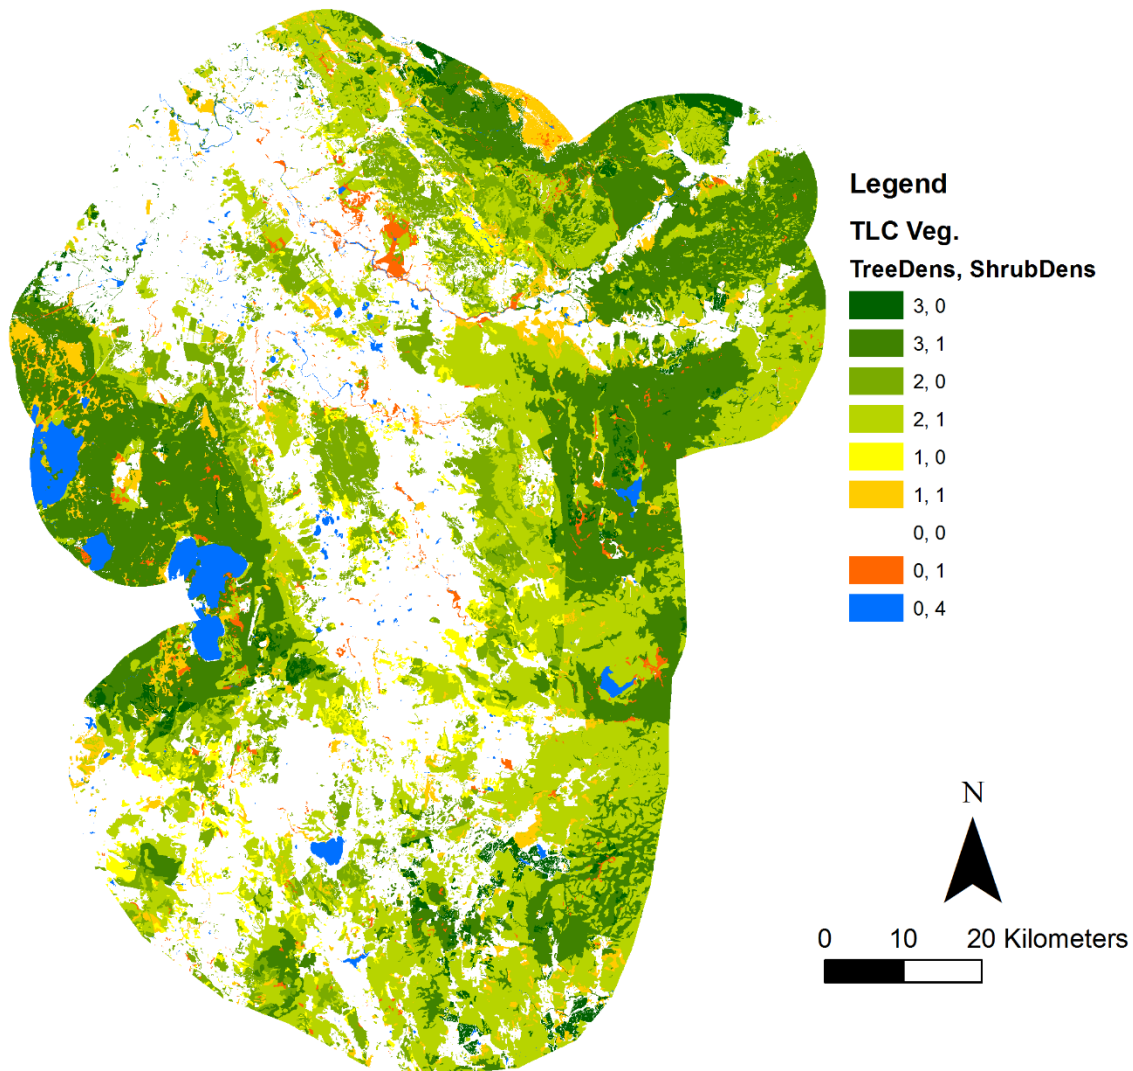 Legend
TLC Veg.
TreeDens, ShrubDens
3, 0
3, 1
2, 0
2, 1
1, 0
1, 1
0, 0
0, 1
0, 4
N
0 10 20 Kilometers